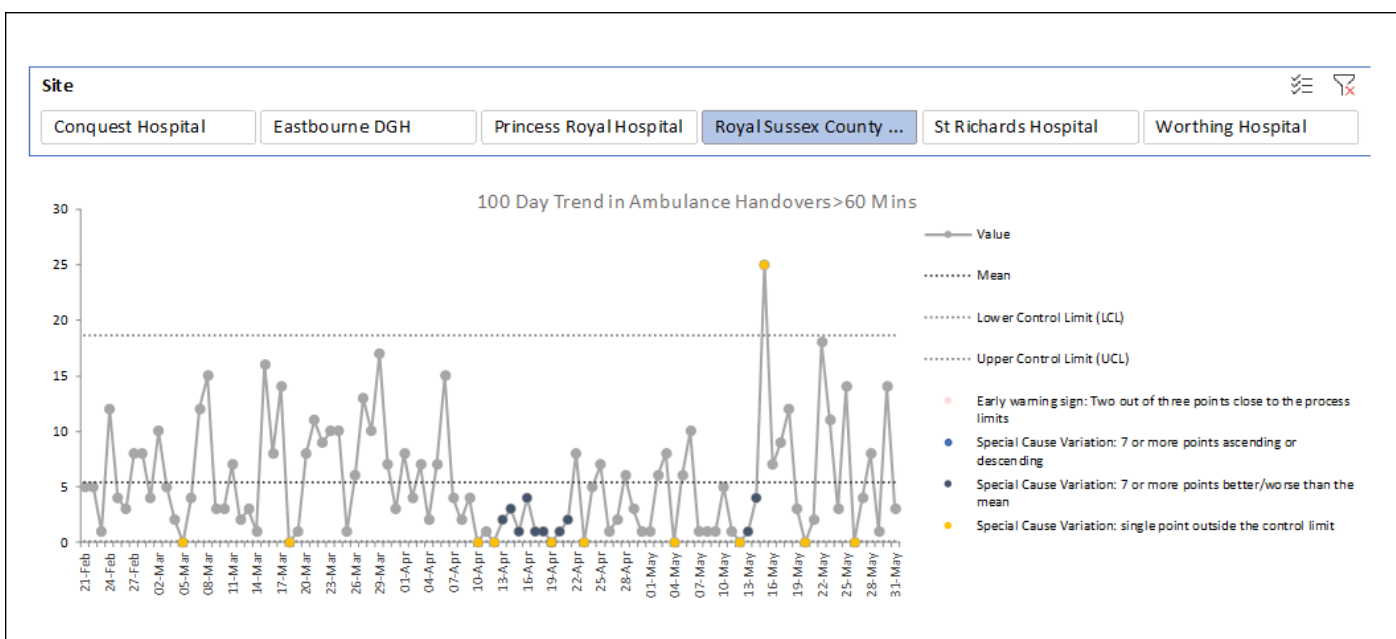 Site
Conquest Hospital
Eastbourne DGH
Princess Royal Hospital
Royal Sussex County ...
St Richards Hospital
Worthing Hospital
100 Day Trend in Ambulance Handovers>60 Mins
30
25
20
15
10
5
0
21-Feb
24-Feb
27-Feb
02-Mar
05-Mar
08-Mar
11-Mar
14-Mar
17-Mar
20-Mar
23-Mar
26-Mar
29-Mar
01-Apr
04-Apr
07-Apr
10-Apr
13-Apr
16-Apr
19-Apr
22-Apr
25-Apr
28-Apr
01-May
04-May
07-May
10-May
13-May
16-May
19-May
22-May
25-May
28-May
31-May
Value
Mean
Lower Control Limit (LCL)
Upper Control Limit (UCL)
Early warning sign: Two out of three points close to the process
limits
Special Cause Variation: 7 or more points ascending or
descending
Special Cause Variation: 7 or more points better/worse than the
mean
Special Cause Variation: single point outside the control limit